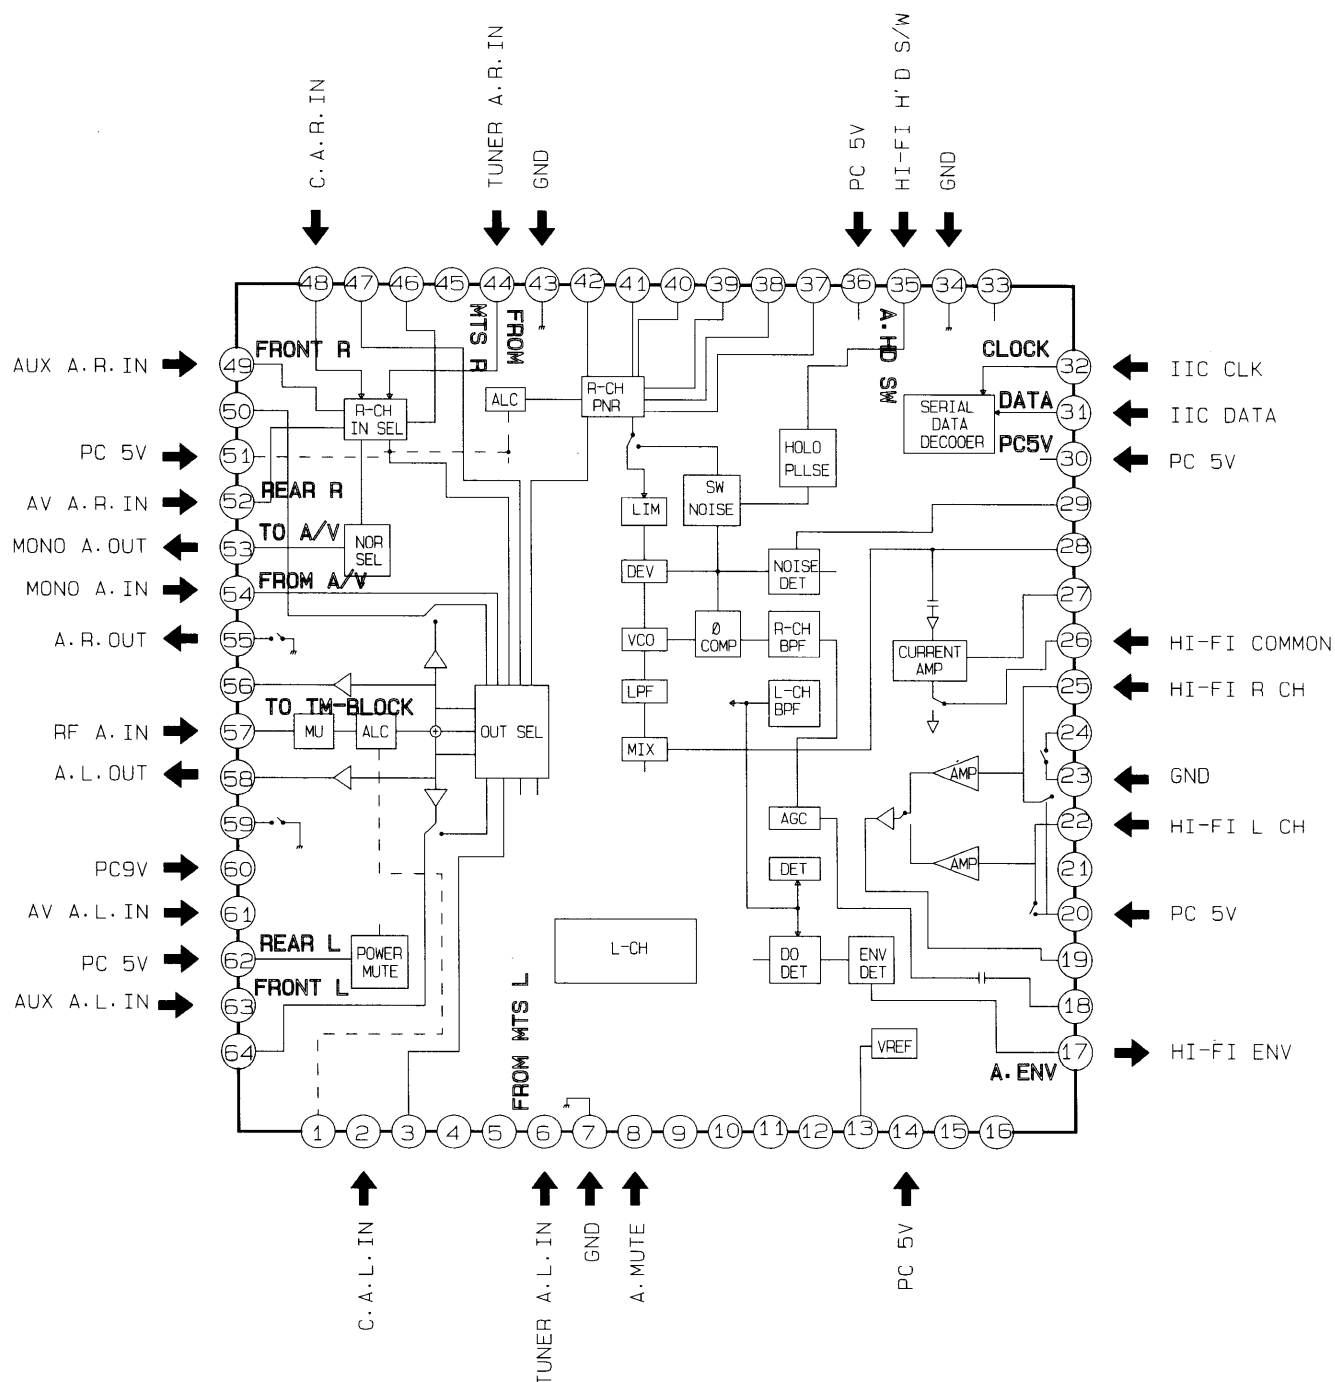 C.A.R.IN
TUNER A.R.IN
GND
PC 5V
HI-FI H'D S/W
GND
48 47 46 45 44 43 42 41 40 39 38 37 36 35 34 33
FROM
MTS R
A.HD SW
AUX A.R.IN
49
FRONT R
50
PC 5V
51
AV A.R.IN
52
REAR R
MONO A.OUT
53
TO A/V
MONO A.IN
54
FROM A/V
A.R.OUT
55
56
TO TM-BLOCK
RF A.IN
57
A.L.OUT
58
59
PC9V
60
AV A.L.IN
61
REAR L
PC 5V
62
FRONT L
AUX A.L.IN
63
64
R-CH
IN SEL
NOR
SEL
ALC
R-CH
PNR
MU
ALC
OUT SEL
POWER
MUTE
LIM
SW
NOISE
HOLO
PLLSE
DEV
NOISE
DET
VCO
Ø
COMP
R-CH
BPF
LPF
L-CH
BPF
MIX
AGC
DET
L-CH
DO
DET
ENV
DET
VREF
SERIAL
DATA
DECOOER
CURRENT
AMP
AMP
AMP
CLOCK
32
IIC CLK
DATA
31
IIC DATA
PC5V
30
PC 5V
29
28
27
26
HI-FI COMMON
25
HI-FI R CH
24
23
GND
22
HI-FI L CH
21
20
PC 5V
19
18
17
HI-FI ENV
A.ENV
FROM MTS L
1 2 3 4 5 6 7 8 9 10 11 12 13 14 15 16
C.A.L.IN
TUNER A.L.IN
GND
A.MUTE
PC 5V